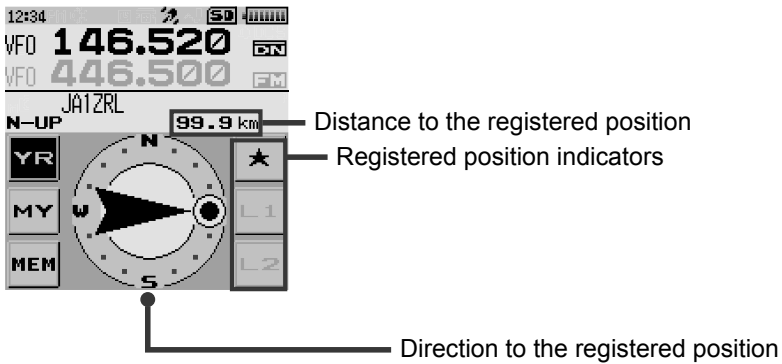 12:34 SD
VFO 146.520 DN
VFO 446.500 FM
JA1ZRL
N-UP 99.9 km
Distance to the registered position
Registered position indicators
YR N ★
MY W L1
MEM S L2
Direction to the registered position